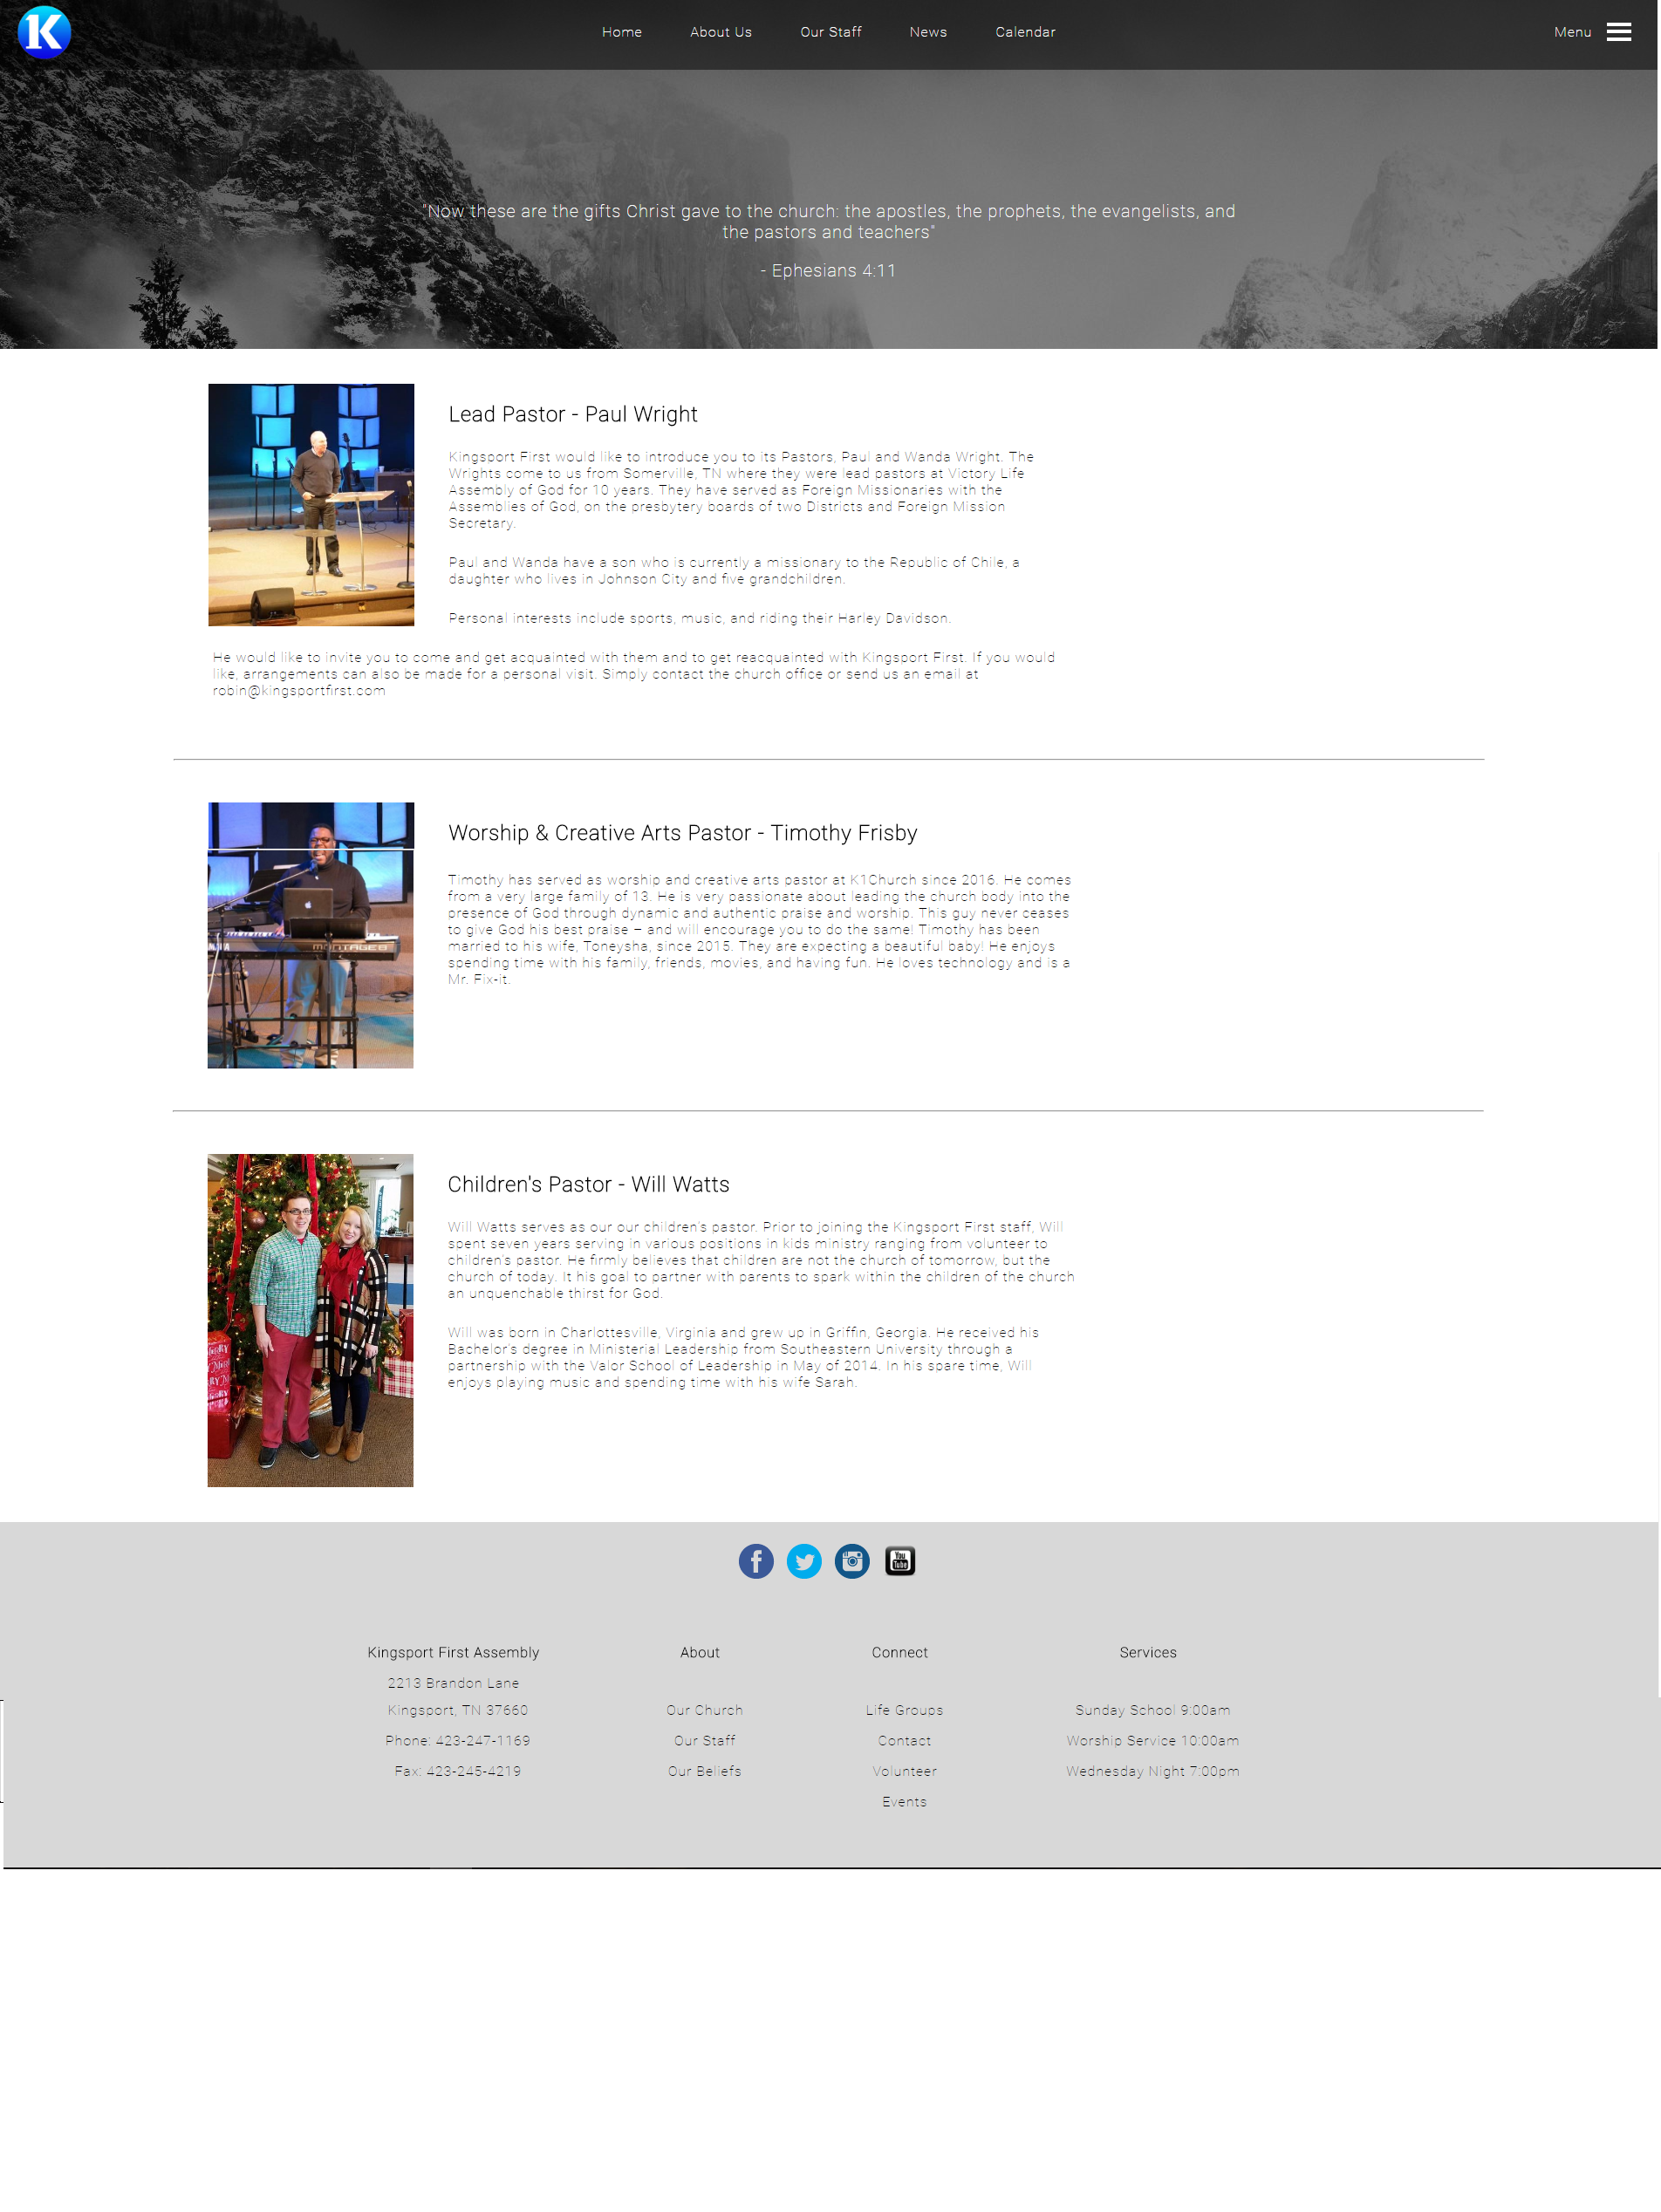 K
Home About Us Our Staff News Calendar
Menu
"Now these are the gifts Christ gave to the church: the apostles, the prophets, the evangelists, and
the pastors and teachers"
- Ephesians 4:11
Lead Pastor - Paul Wright
Kingsport First would like to introduce you to its Pastors, Paul and Wanda Wright. The
Wrights come to us from Somerville, TN where they were lead pastors at Victory Life
Assembly of God for 10 years. They have served as Foreign Missionaries with the
Assemblies of God, on the presbytery boards of two Districts and Foreign Mission
Secretary.
Paul and Wanda have a son who is currently a missionary to the Republic of Chile, a
daughter who lives in Johnson City and five grandchildren.
Personal interests include sports, music, and riding their Harley Davidson.
He would like to invite you to come and get acquainted with them and to get reacquainted with Kingsport First. If you would
like, arrangements can also be made for a personal visit. Simply contact the church office or send us an email at
robin@kingsportfirst.com
Worship & Creative Arts Pastor - Timothy Frisby
Timothy has served as worship and creative arts pastor at K1Church since 2016. He comes
from a very large family of 13. He is very passionate about leading the church body into the
presence of God through dynamic and authentic praise and worship. This guy never ceases
to give God his best praise – and will encourage you to do the same! Timothy has been
married to his wife, Toneysha, since 2015. They are expecting a beautiful baby! He enjoys
spending time with his family, friends, movies, and having fun. He loves technology and is a
Mr. Fix-it.
MONTAGE8
Children's Pastor - Will Watts
Will Watts serves as our our children's pastor. Prior to joining the Kingsport First staff, Will
spent seven years serving in various positions in kids ministry ranging from volunteer to
children's pastor. He firmly believes that children are not the church of tomorrow, but the
church of today. It his goal to partner with parents to spark within the children of the church
an unquenchable thirst for God.
Will was born in Charlottesville, Virginia and grew up in Griffin, Georgia. He received his
Bachelor's degree in Ministerial Leadership from Southeastern University through a
partnership with the Valor School of Leadership in May of 2014. In his spare time, Will
enjoys playing music and spending time with his wife Sarah.
You
Tube
Kingsport First Assembly About Connect Services
2213 Brandon Lane
Kingsport, TN 37660 Our Church Life Groups Sunday School 9:00am
Phone: 423-247-1169 Our Staff Contact Worship Service 10:00am
Fax: 423-245-4219 Our Beliefs Volunteer Wednesday Night 7:00pm
Events